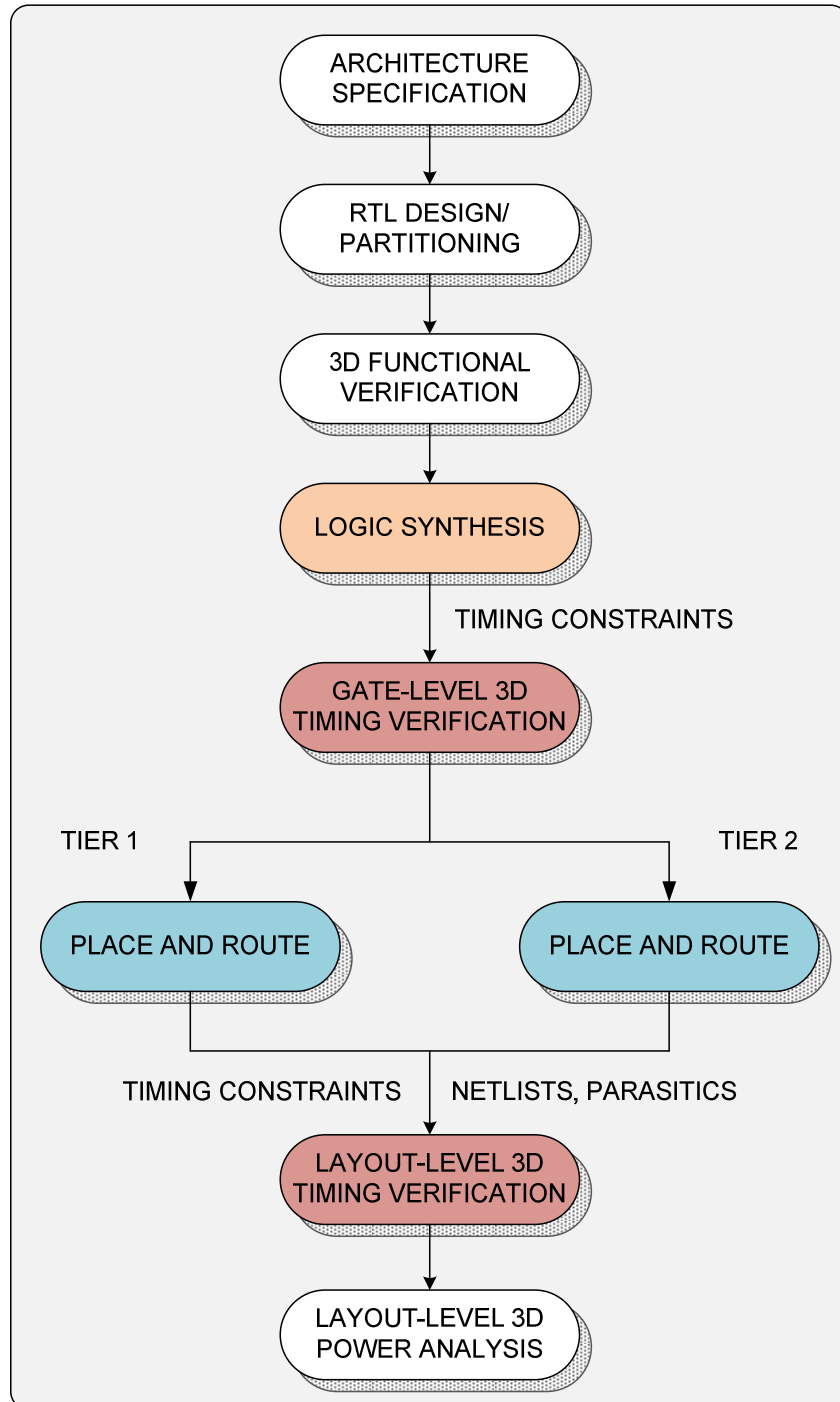 ARCHITECTURE
SPECIFICATION
RTL DESIGN/
PARTITIONING
3D FUNCTIONAL
VERIFICATION
LOGIC SYNTHESIS
TIMING CONSTRAINTS
GATE-LEVEL 3D
TIMING VERIFICATION
TIER 1
TIER 2
PLACE AND ROUTE
PLACE AND ROUTE
TIMING CONSTRAINTS
NETLISTS, PARASITICS
LAYOUT-LEVEL 3D
TIMING VERIFICATION
LAYOUT-LEVEL 3D
POWER ANALYSIS